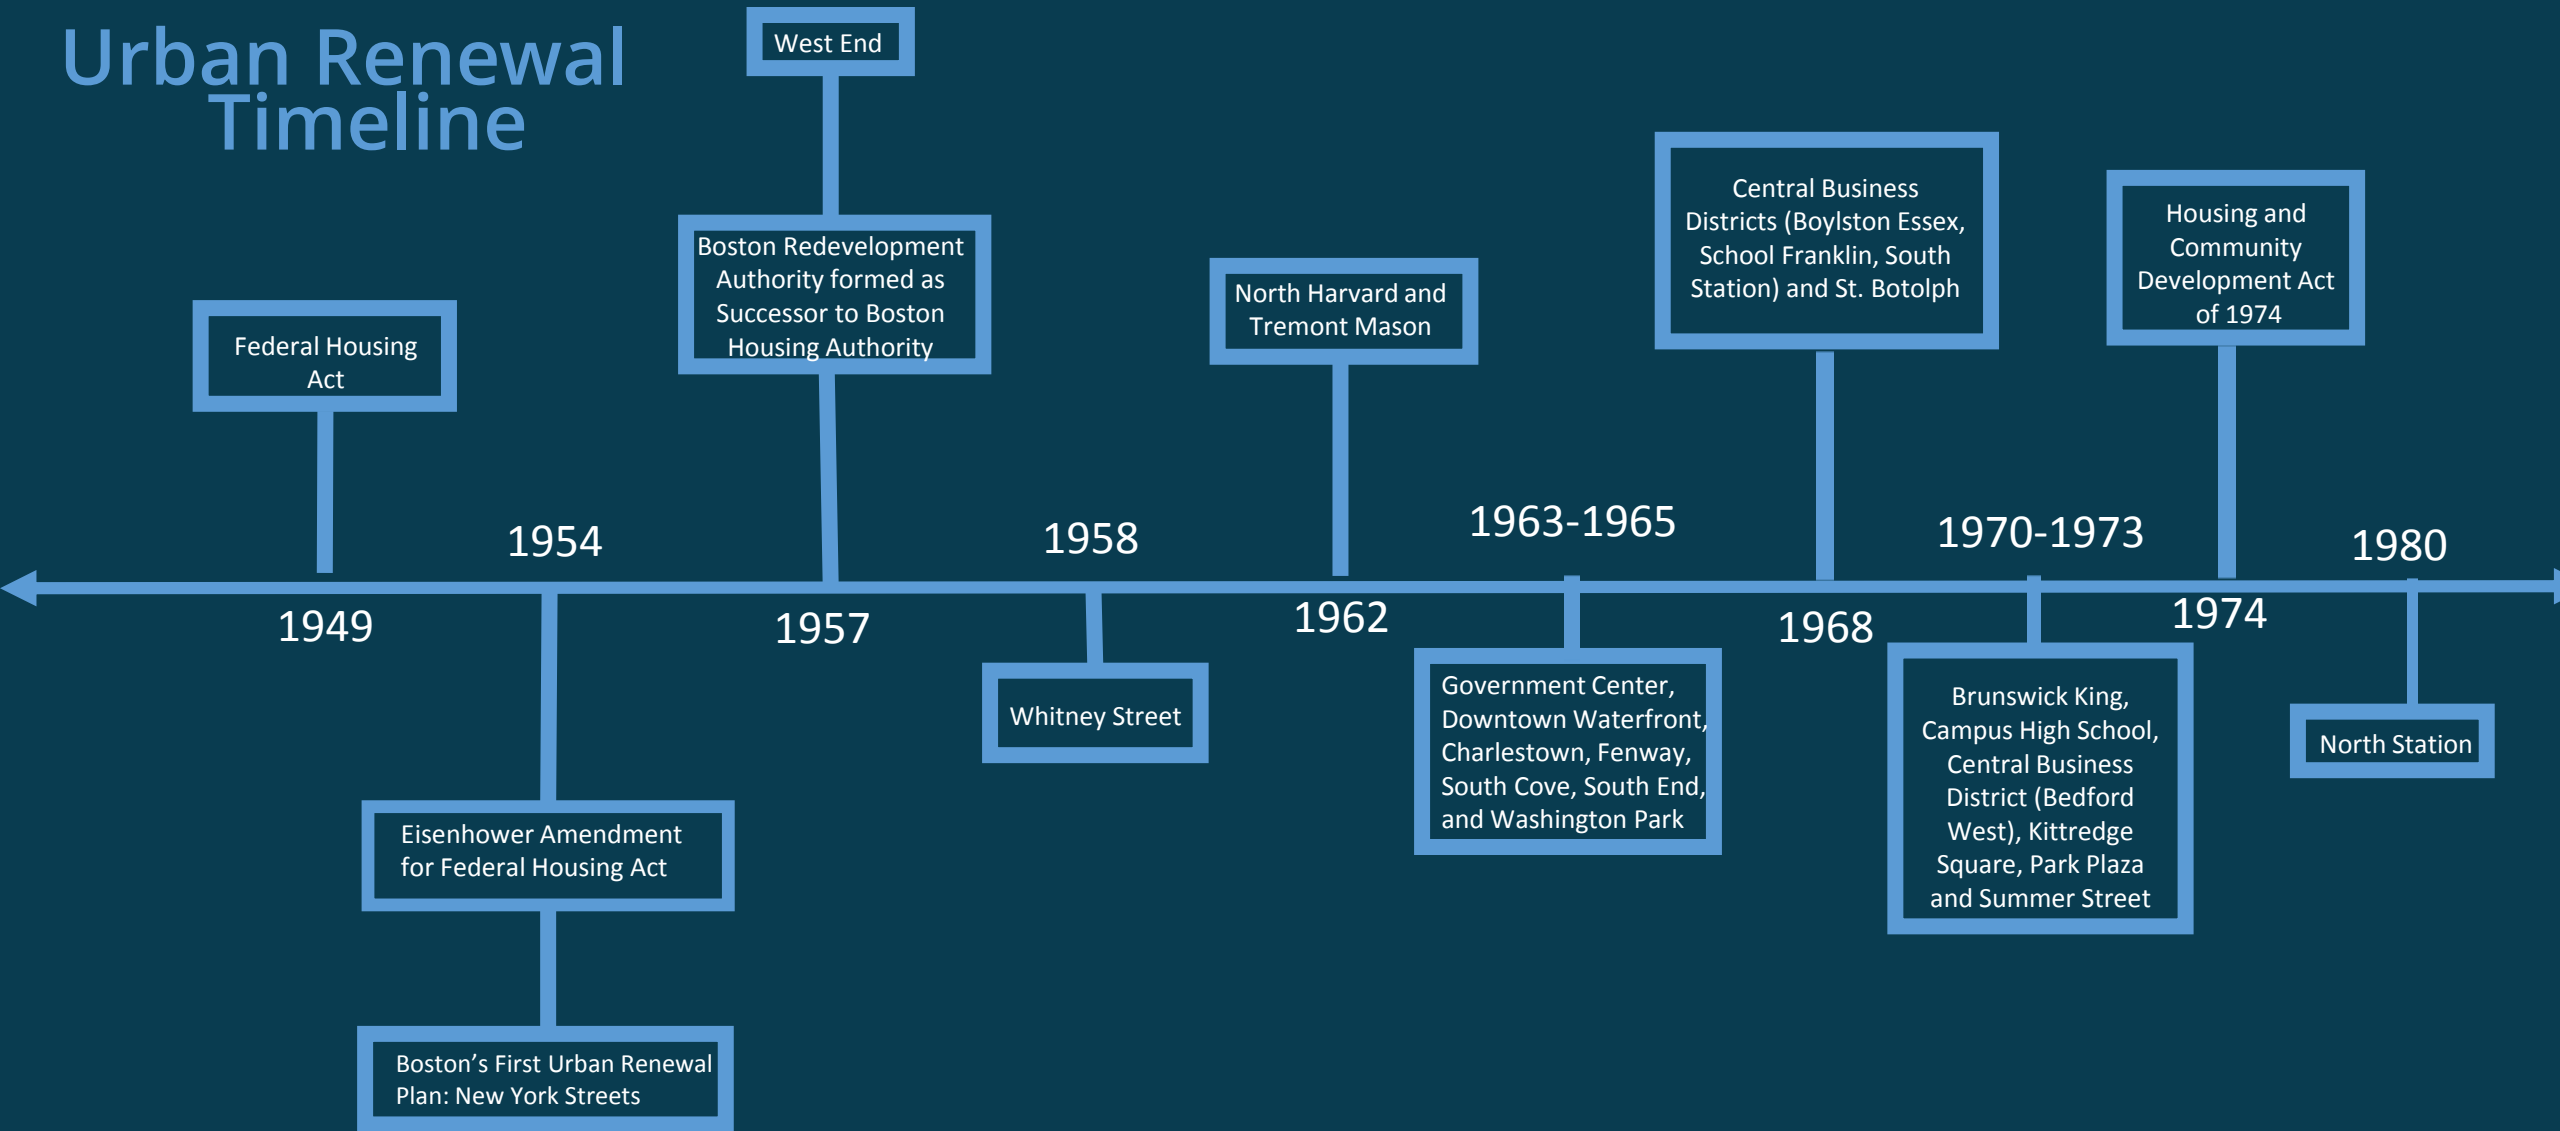 Urban Renewal
Timeline
West End
Boston Redevelopment
Authority formed as
Successor to Boston
Housing Authority
Federal Housing
Act
North Harvard and
Tremont Mason
Central Business
Districts (Boylston Essex,
School Franklin, South
Station) and St. Botolph
Housing and
Community
Development Act
of 1974
1954
1958
1963-1965
1970-1973
1980
1949
1957
1962
1968
1974
Eisenhower Amendment
for Federal Housing Act
Boston’s First Urban Renewal
Plan: New York Streets
Whitney Street
Government Center,
Downtown Waterfront,
Charlestown, Fenway,
South Cove, South End,
and Washington Park
Brunswick King,
Campus High School,
Central Business
District (Bedford
West), Kittredge
Square, Park Plaza
and Summer Street
North Station